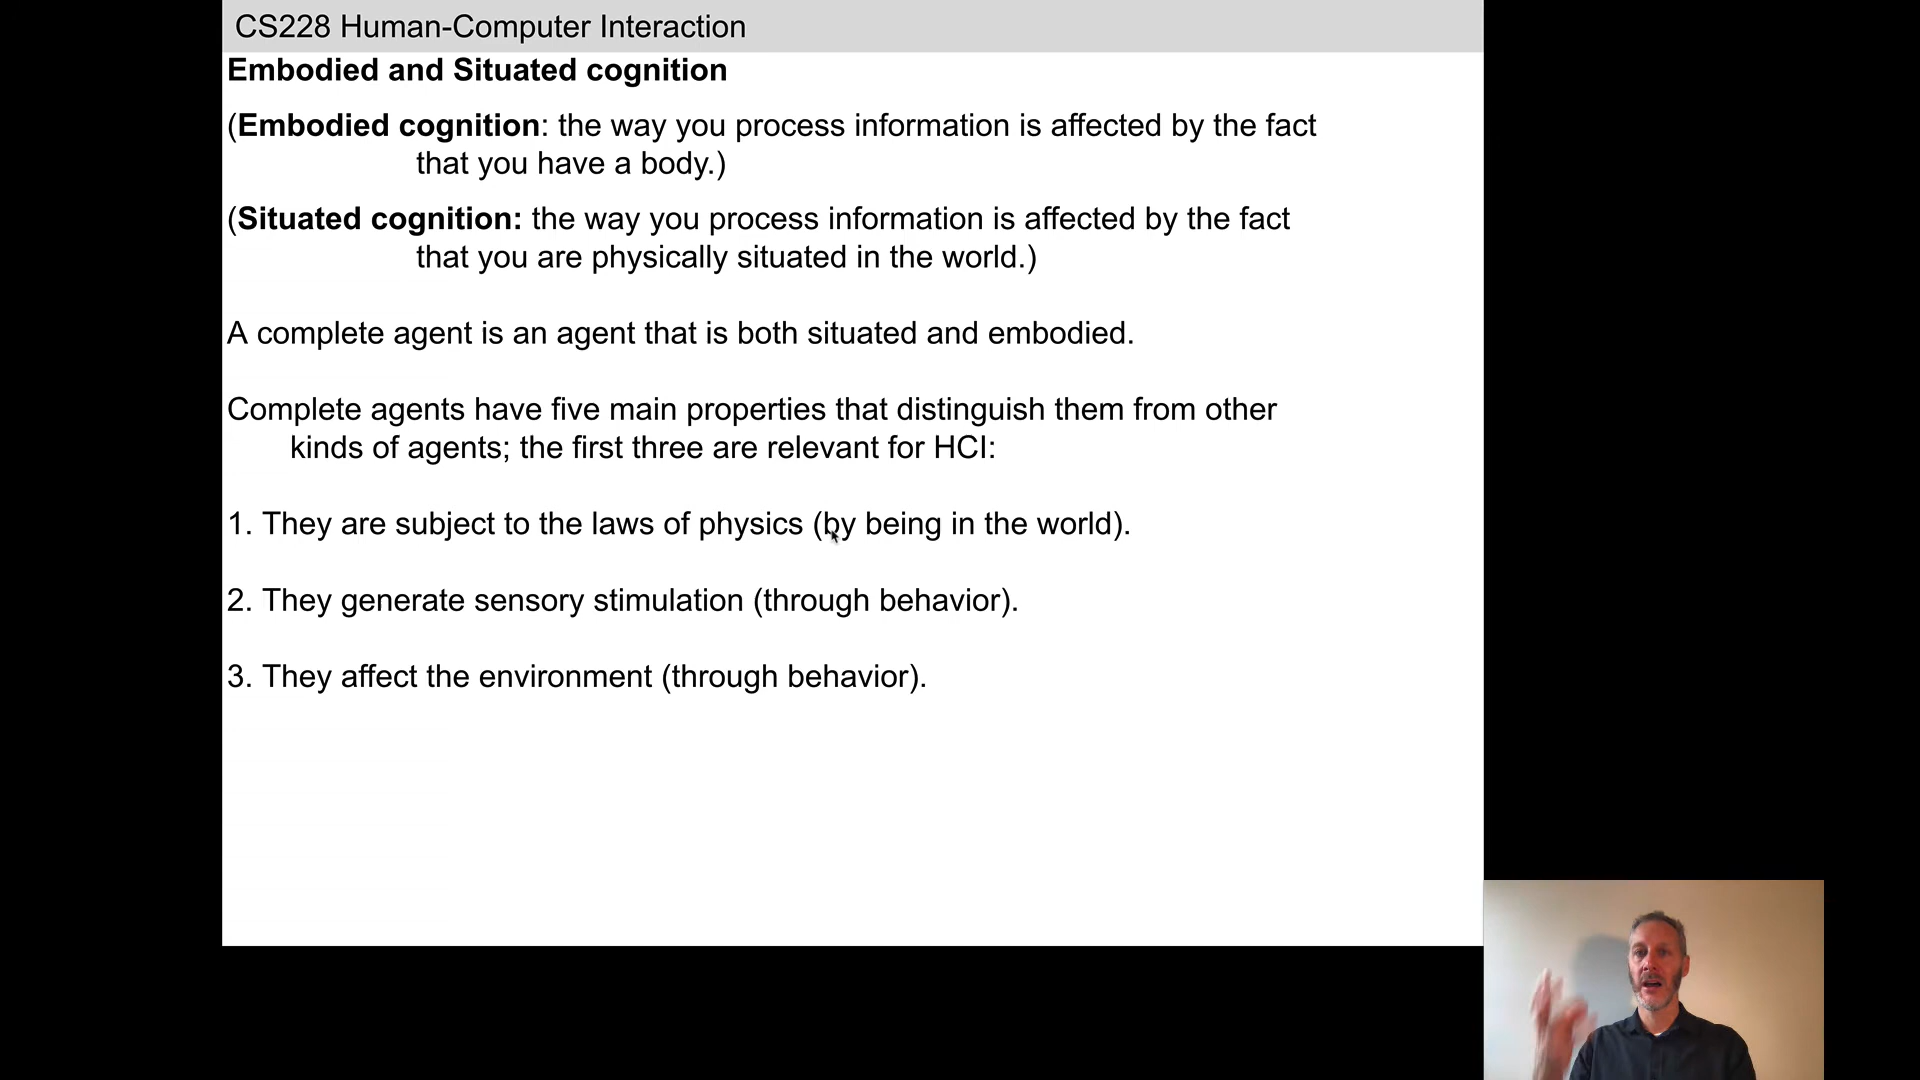 CS228 Human-Computer Interaction
Embodied and Situated cognition
(Embodied cognition: the way you process information is affected by the fact
that you have a body.)
(Situated cognition: the way you process information is affected by the fact
that you are physically situated in the world.)
A complete agent is an agent that is both situated and embodied.
Complete agents have five main properties that distinguish them from other
kinds of agents; the first three are relevant for HCI:
1. They are subject to the laws of physics (by being in the world).
2. They generate sensory stimulation (through behavior).
3. They affect the environment (through behavior).